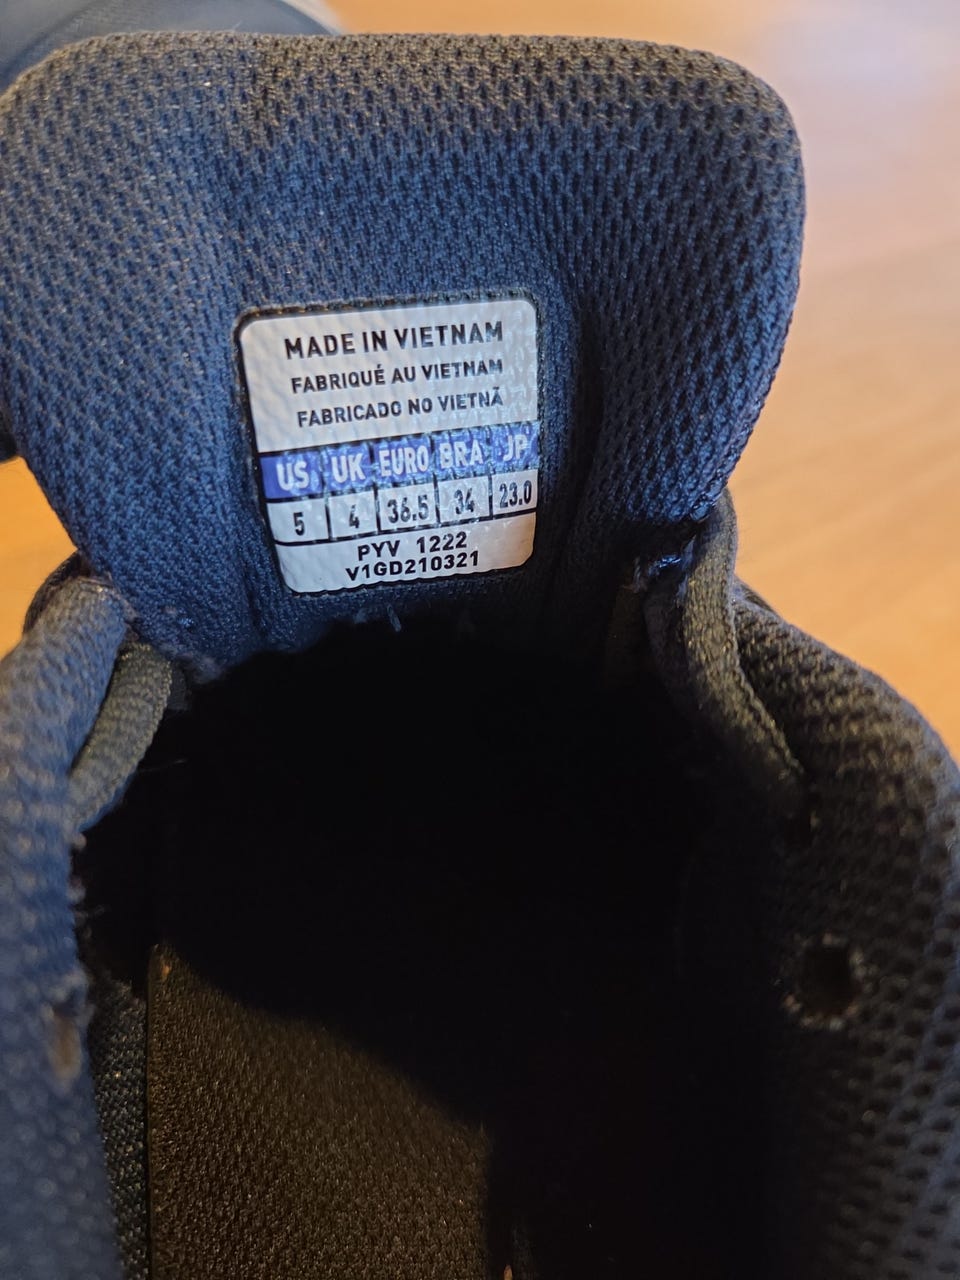 MADE IN VIETNAM
FABRIQUÉ AU VIETNAM
FABRICADO NO VIETNÃ
US UK EURO BRA JP
5 4 36.5 34 23.0
PYV 1222
V1GD210321